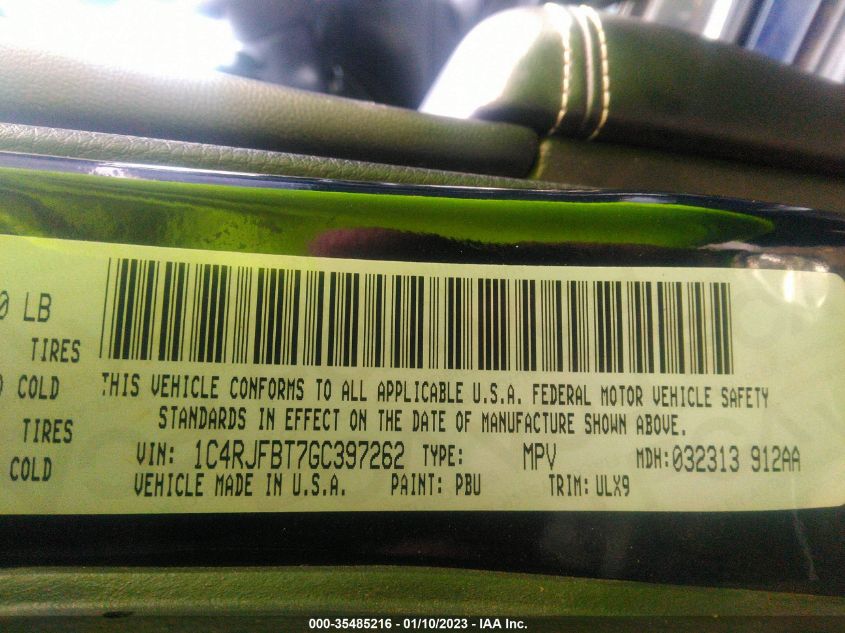 0 LB
TIRES
0 COLD
TIRES
COLD
THIS VEHICLE CONFORMS TO ALL APPLICABLE U.S.A. FEDERAL MOTOR VEHICLE SAFETY
STANDARDS IN EFFECT ON THE DATE OF MANUFACTURE SHOWN ABOVE.
VIN: 1C4RJFBT7GC397262 TYPE: MPV MDH:032313 912AA
VEHICLE MADE IN U.S.A. PAINT: PBU TRIM: ULX9
000-35485216 - 01/10/2023 - IAA Inc.